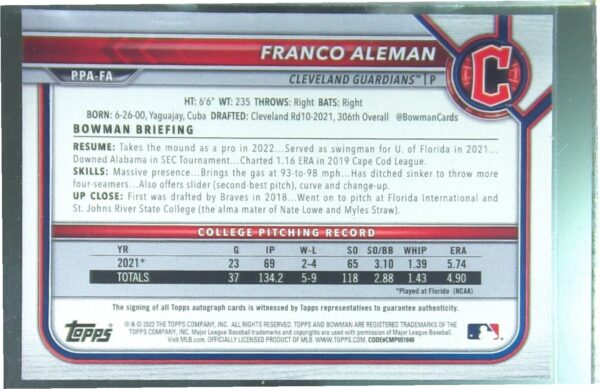 FRANCO ALEMAN
PPA-FA
CLEVELAND GUARDIANS™ | P
C
HT: 6'6" WT: 235 THROWS: Right BATS: Right
BORN: 6-26-00, Yaguajay, Cuba DRAFTED: Cleveland Rd10-2021, 306th Overall @BowmanCards
BOWMAN BRIEFING
RESUME: Takes the mound as a pro in 2022...Served as swingman for U. of Florida in 2021...
Downed Alabama in SEC Tournament...Charted 1.16 ERA in 2019 Cape Cod League.
SKILLS: Massive presence...Brings the gas at 93-to-98 mph...Has ditched sinker to throw more
four-seamers...Also offers slider (second-best pitch), curve and change-up.
UP CLOSE: First was drafted by Braves in 2018...Went on to pitch at Florida International and
St. Johns River State College (the alma mater of Nate Lowe and Myles Straw).
COLLEGE PITCHING RECORD
YR G IP W-L SO SO/BB WHIP ERA
2021* 23 69 2-4 65 3.10 1.39 5.74
TOTALS 37 134.2 5-9 118 2.88 1.43 4.90
*Played at Florida (NCAA)
The signing of all Topps autograph cards is witnessed by Topps representatives to guarantee authenticity.
TOPPS
® & © 2022 THE TOPPS COMPANY, INC. ALL RIGHTS RESERVED. TOPPS AND BOWMAN ARE REGISTERED TRADEMARKS OF THE
TOPPS COMPANY, INC. Major League Baseball trademarks and copyrights are used with permission of Major League Baseball.
Visit MLB.com. OFFICIALLY LICENSED PRODUCT OF MLB. WWW.TOPPS.COM. CODE#CMP051848